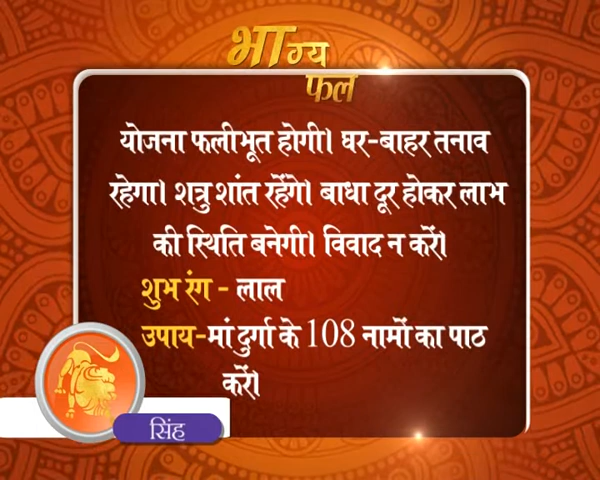 भाग्य
फल
योजना फलीभूत होगी। घर-बाहर तनाव
रहेगा। शत्रु शांत रहेंगे। बाधा दूर होकर लाभ
की स्थिति बनेगी। विवाद न करें।
शुभ रंग - लाल
उपाय-मां दुर्गा के 108 नामों का पाठ
करें।
सिंह